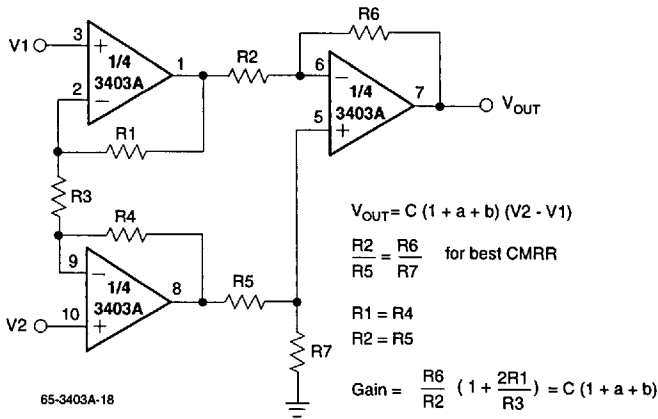 R6
V1
3
+
1/4
3403A
1
2
−
R2
6
−
1/4
3403A
7
5
+
V_OUT
R1
R3
R4
9
−
1/4
3403A
8
V2
10
+
R5
R7
V_OUT = C (1 + a + b) (V2 - V1)
R2/R5 = R6/R7 for best CMRR
R1 = R4
R2 = R5
Gain = R6/R2 (1 + 2R1/R3) = C (1 + a + b)
65-3403A-18